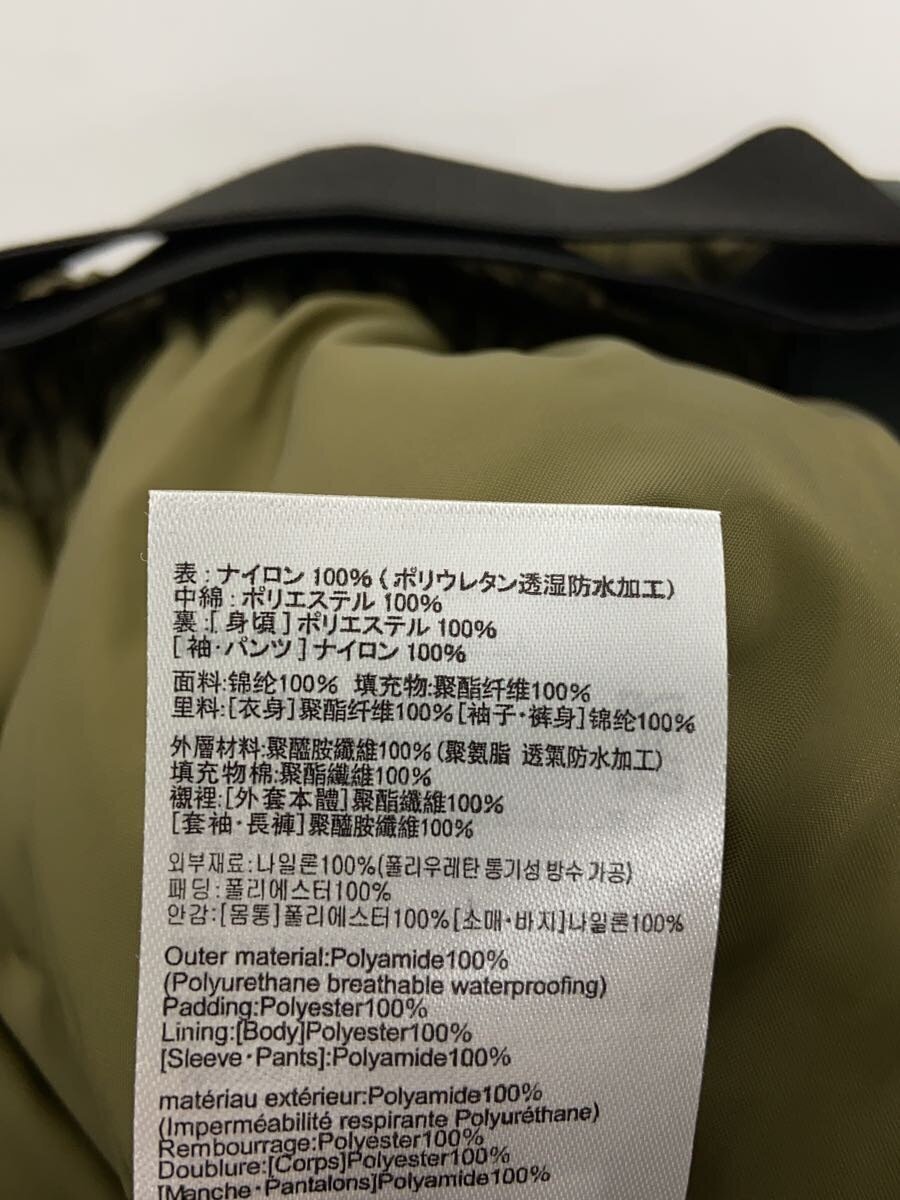 表:ナイロン 100%(ポリウレタン透湿防水加工)
中綿:ポリエステル 100%
裏:[身頃]ポリエステル 100%
[袖・パンツ]ナイロン 100%
面料:锦纶100% 填充物:聚酯纤维100%
里料:[衣身]聚酯纤维100%[袖子・裤身]锦纶100%
外層材料:聚醯胺纖維100%(聚氨脂 透氣防水加工)
填充物棉:聚酯纖維100%
襯裡:[外套本體]聚酯纖維100%
[套袖・長褲]聚醯胺纖維100%
외부재료:나일론100%(폴리우레탄 통기성 방수 가공)
패딩:폴리에스터100%
안감:[몸통]폴리에스터100%[소매・바지]나일론100%
Outer material:Polyamide100%
(Polyurethane breathable waterproofing)
Padding:Polyester100%
Lining:[Body]Polyester100%
[Sleeve・Pants]:Polyamide100%
matériau extérieur:Polyamide100%
(Imperméabilité respirante Polyuréthane)
Rembourrage:Polyester100%
Doublure:[Corps]Polyester100%
[Manche・Pantalons]Polyamide100%